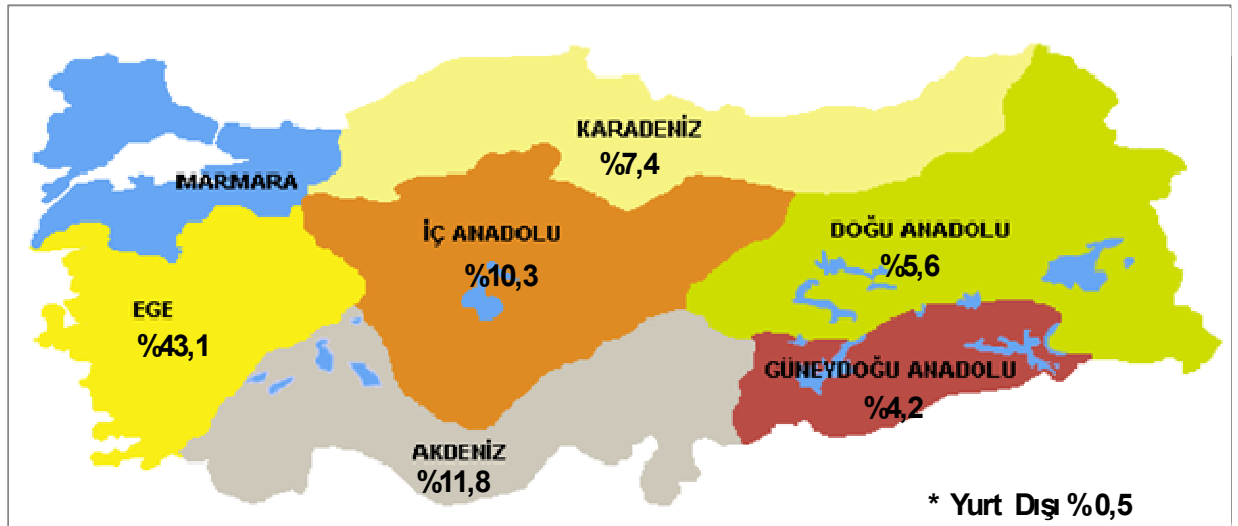 KARADENİZ
%7,4
MARMARA
İÇ ANADOLU
%10,3
DOĞU ANADOLU
%5,6
EGE
%43,1
GÜNEYDOĞU ANADOLU
%4,2
AKDENİZ
%11,8
* Yurt Dışı %0,5